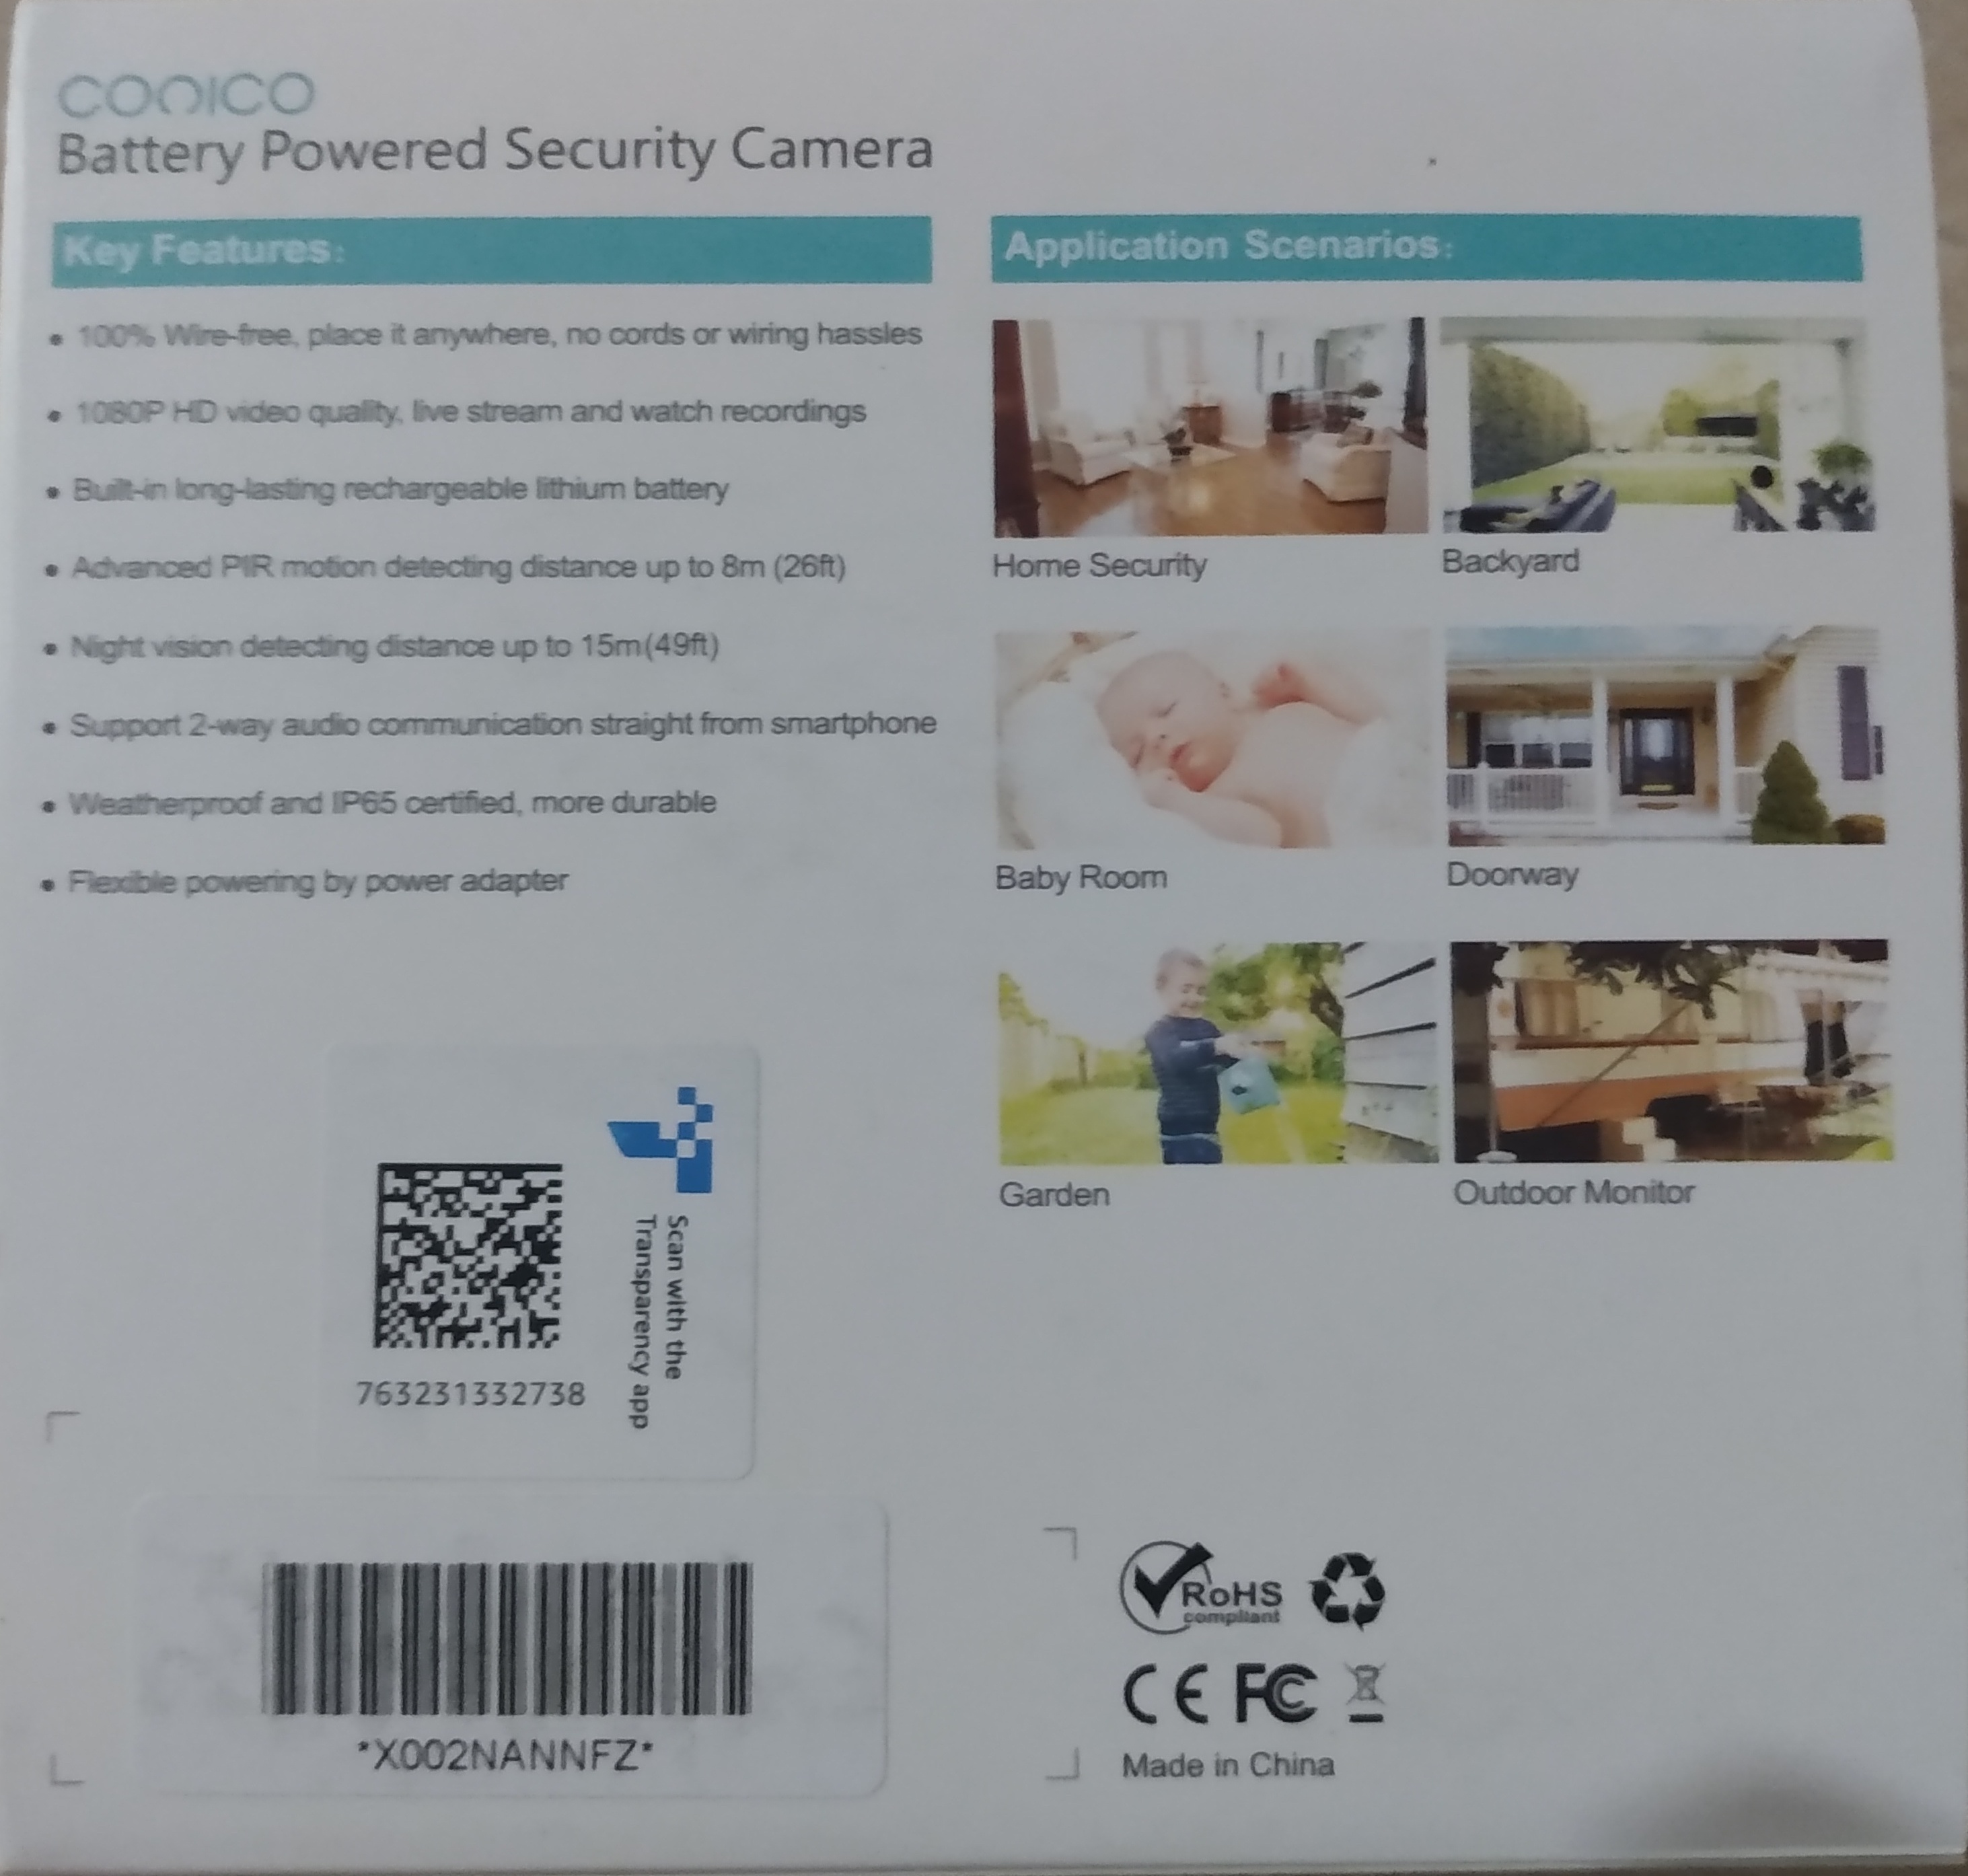 CONICO
Battery Powered Security Camera
Key Features:
• 100% Wire-free, place it anywhere, no cords or wiring hassles
• 1080P HD video quality, live stream and watch recordings
• Built-in long-lasting rechargeable lithium battery
• Advanced PIR motion detecting distance up to 8m (26ft)
• Night vision detecting distance up to 15m(49ft)
• Support 2-way audio communication straight from smartphone
• Weatherproof and IP65 certified, more durable
• Flexible powering by power adapter
Application Scenarios:
Home Security
Backyard
Baby Room
Doorway
Garden
Outdoor Monitor
Scan with the
Transparency app
763231332738
*X002NANNFZ*
RoHS
compliant
CE FC
Made in China